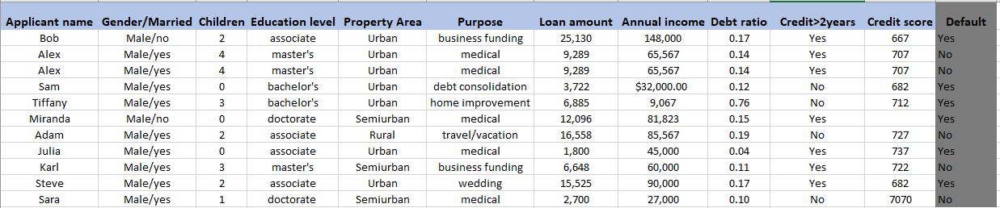 Applicant name Gender/Married Children Education level Property Area Purpose Loan amount Annual income Debt ratio Credit>2years Credit score Default
Bob Male/no 2 associate Urban business funding 25,130 148,000 0.17 Yes 667 Yes
Alex Male/yes 4 master's Urban medical 9,289 65,567 0.14 Yes 707 No
Alex Male/yes 4 master's Urban medical 9,289 65,567 0.14 Yes 707 No
Sam Male/yes 0 bachelor's Urban debt consolidation 3,722 $32,000.00 0.12 No 682 Yes
Tiffany Male/yes 3 bachelor's Urban home improvement 6,885 9,067 0.76 No 712 Yes
Miranda Male/no 0 doctorate Semiurban medical 12,096 81,823 0.15 Yes Yes
Adam Male/yes 2 associate Rural travel/vacation 16,558 85,567 0.19 No 727 No
Julia Male/yes 0 associate Urban medical 1,800 45,000 0.04 Yes 737 Yes
Karl Male/yes 3 master's Semiurban business funding 6,648 60,000 0.11 Yes 722 No
Steve Male/yes 2 associate Urban wedding 15,525 90,000 0.17 Yes 682 Yes
Sara Male/yes 1 doctorate Semiurban medical 2,700 27,000 0.10 No 7070 No